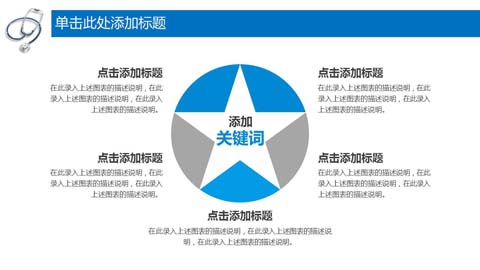 单击此处添加标题
点击添加标题
在此录入上述图表的描述说明，在此
录入上述图表的描述说明，在此录入
上述图表的描述说明。
点击添加标题
在此录入上述图表的描述说明，在此
录入上述图表的描述说明，在此录入
上述图表的描述说明。
添加
关键词
点击添加标题
在此录入上述图表的描述说明，在此
录入上述图表的描述说明，在此录入
上述图表的描述说明。
点击添加标题
在此录入上述图表的描述说明，在此
录入上述图表的描述说明，在此录入
上述图表的描述说明。
点击添加标题
在此录入上述图表的描述说明，在此录入上述图表的描述说
明，在此录入上述图表的描述说明。